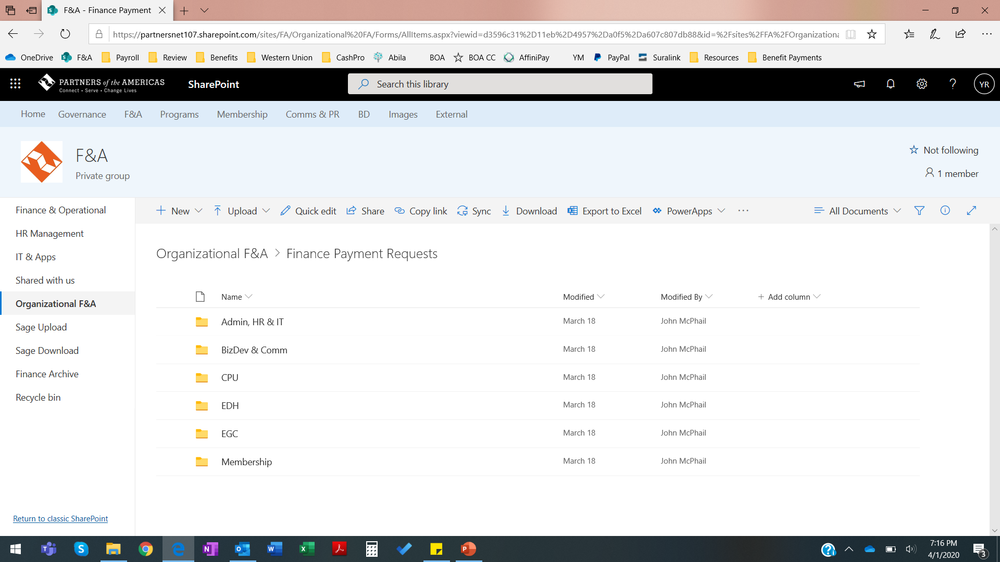 F&A - Finance Payment
https://partnersnet107.sharepoint.com/sites/FA/Organizational%20FA/Forms/AllItems.aspx?viewid=d3596c31%2D11eb%2D4957%2Da0f5%2Da607c807db88&id=%2Fsites%2FFA%2FOrganizationa
OneDrive F&A Payroll Review Benefits Western Union CashPro Abila BOA BOA CC AffiniPay YM PayPal Suralink Resources Benefit Payments
PARTNERS of the AMERICAS
Connect • Serve • Change Lives
SharePoint
Search this library
YR
Home Governance F&A Programs Membership Comms & PR BD Images External
F&A
Private group
Not following
1 member
Finance & Operational
HR Management
IT & Apps
Shared with us
Organizational F&A
Sage Upload
Sage Download
Finance Archive
Recycle bin
Return to classic SharePoint
New Upload Quick edit Share Copy link Sync Download Export to Excel PowerApps ... All Documents
Organizational F&A > Finance Payment Requests
Name Modified Modified By + Add column
Admin, HR & IT March 18 John McPhail
BizDev & Comm March 18 John McPhail
CPU March 18 John McPhail
EDH March 18 John McPhail
EGC March 18 John McPhail
Membership March 18 John McPhail
7:16 PM
4/1/2020
3